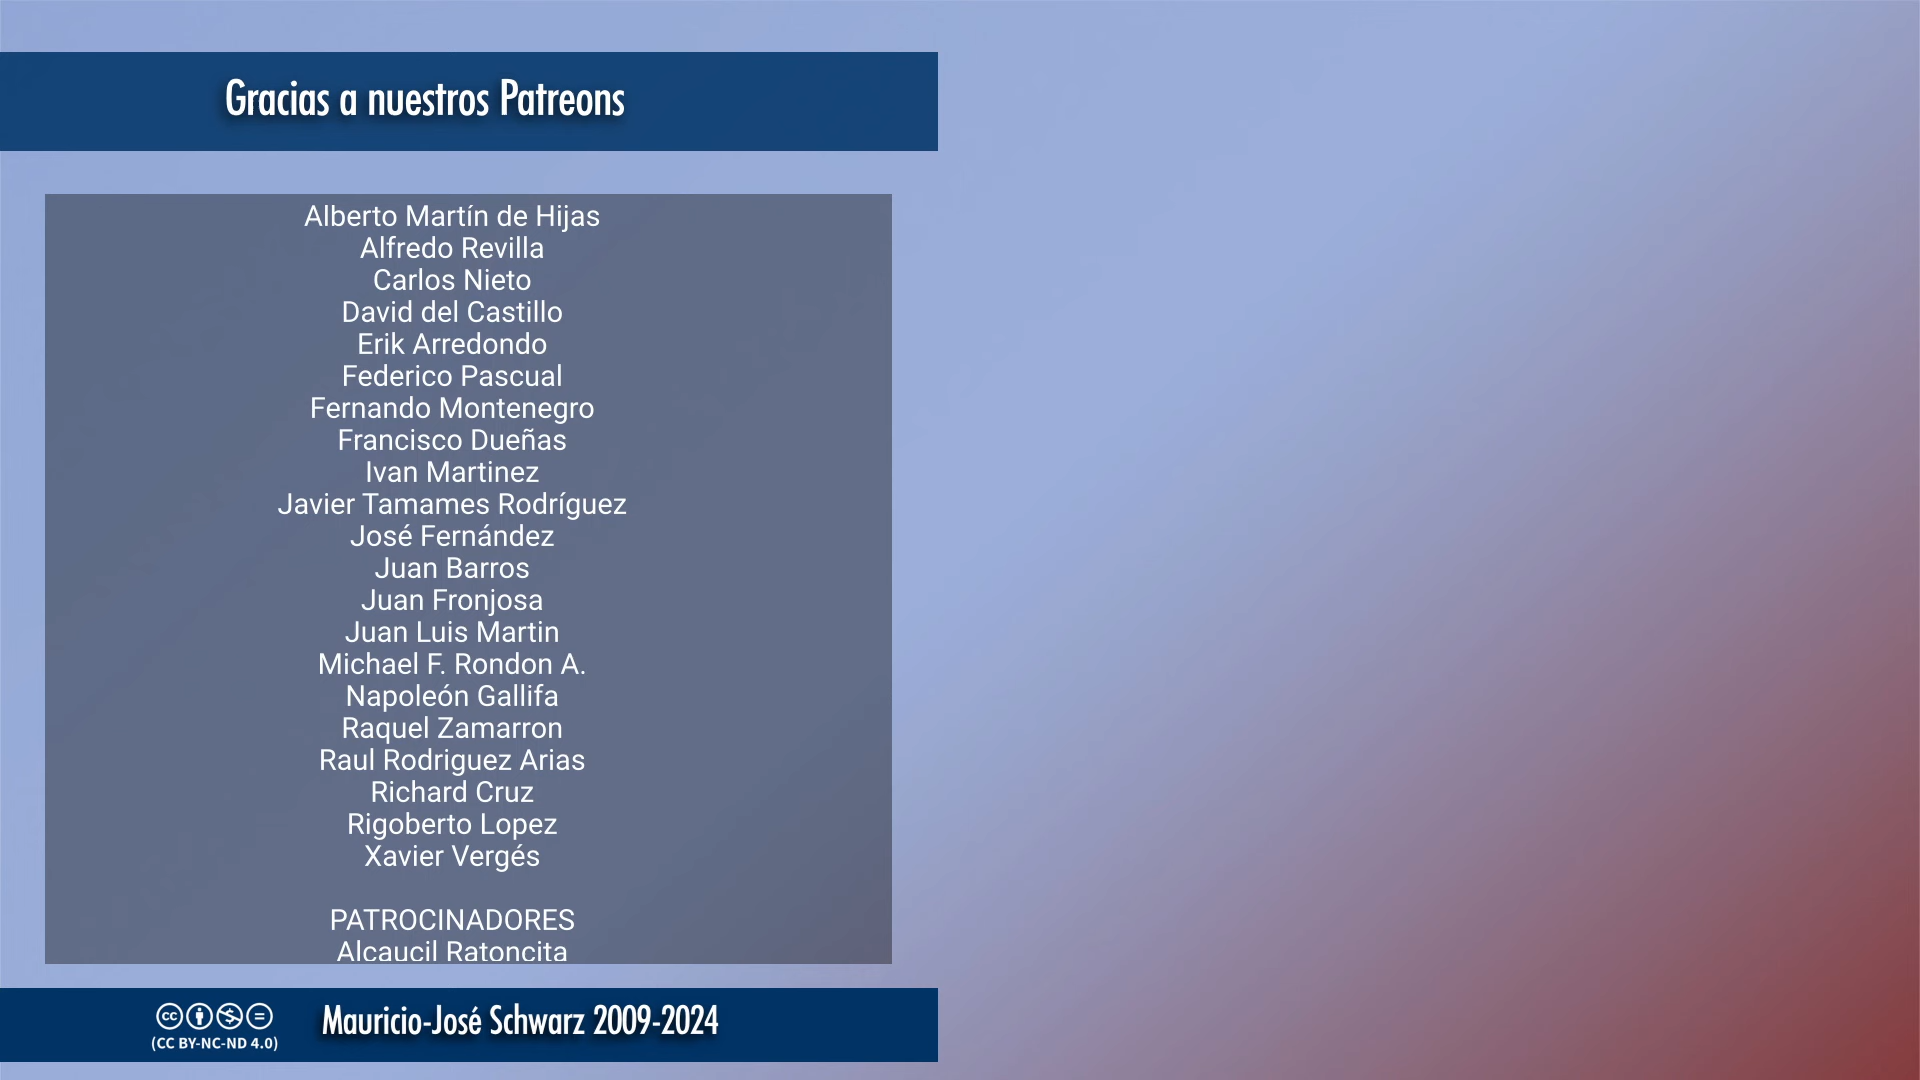 Gracias a nuestros Patreons
Alberto Martín de Hijas
Alfredo Revilla
Carlos Nieto
David del Castillo
Erik Arredondo
Federico Pascual
Fernando Montenegro
Francisco Dueñas
Ivan Martinez
Javier Tamames Rodríguez
José Fernández
Juan Barros
Juan Fronjosa
Juan Luis Martin
Michael F. Rondon A.
Napoleón Gallifa
Raquel Zamarron
Raul Rodriguez Arias
Richard Cruz
Rigoberto Lopez
Xavier Vergés
PATROCINADORES
Alcaucil Ratoncita
cc $ =
(CC BY-NC-ND 4.0)
Mauricio-José Schwarz 2009-2024